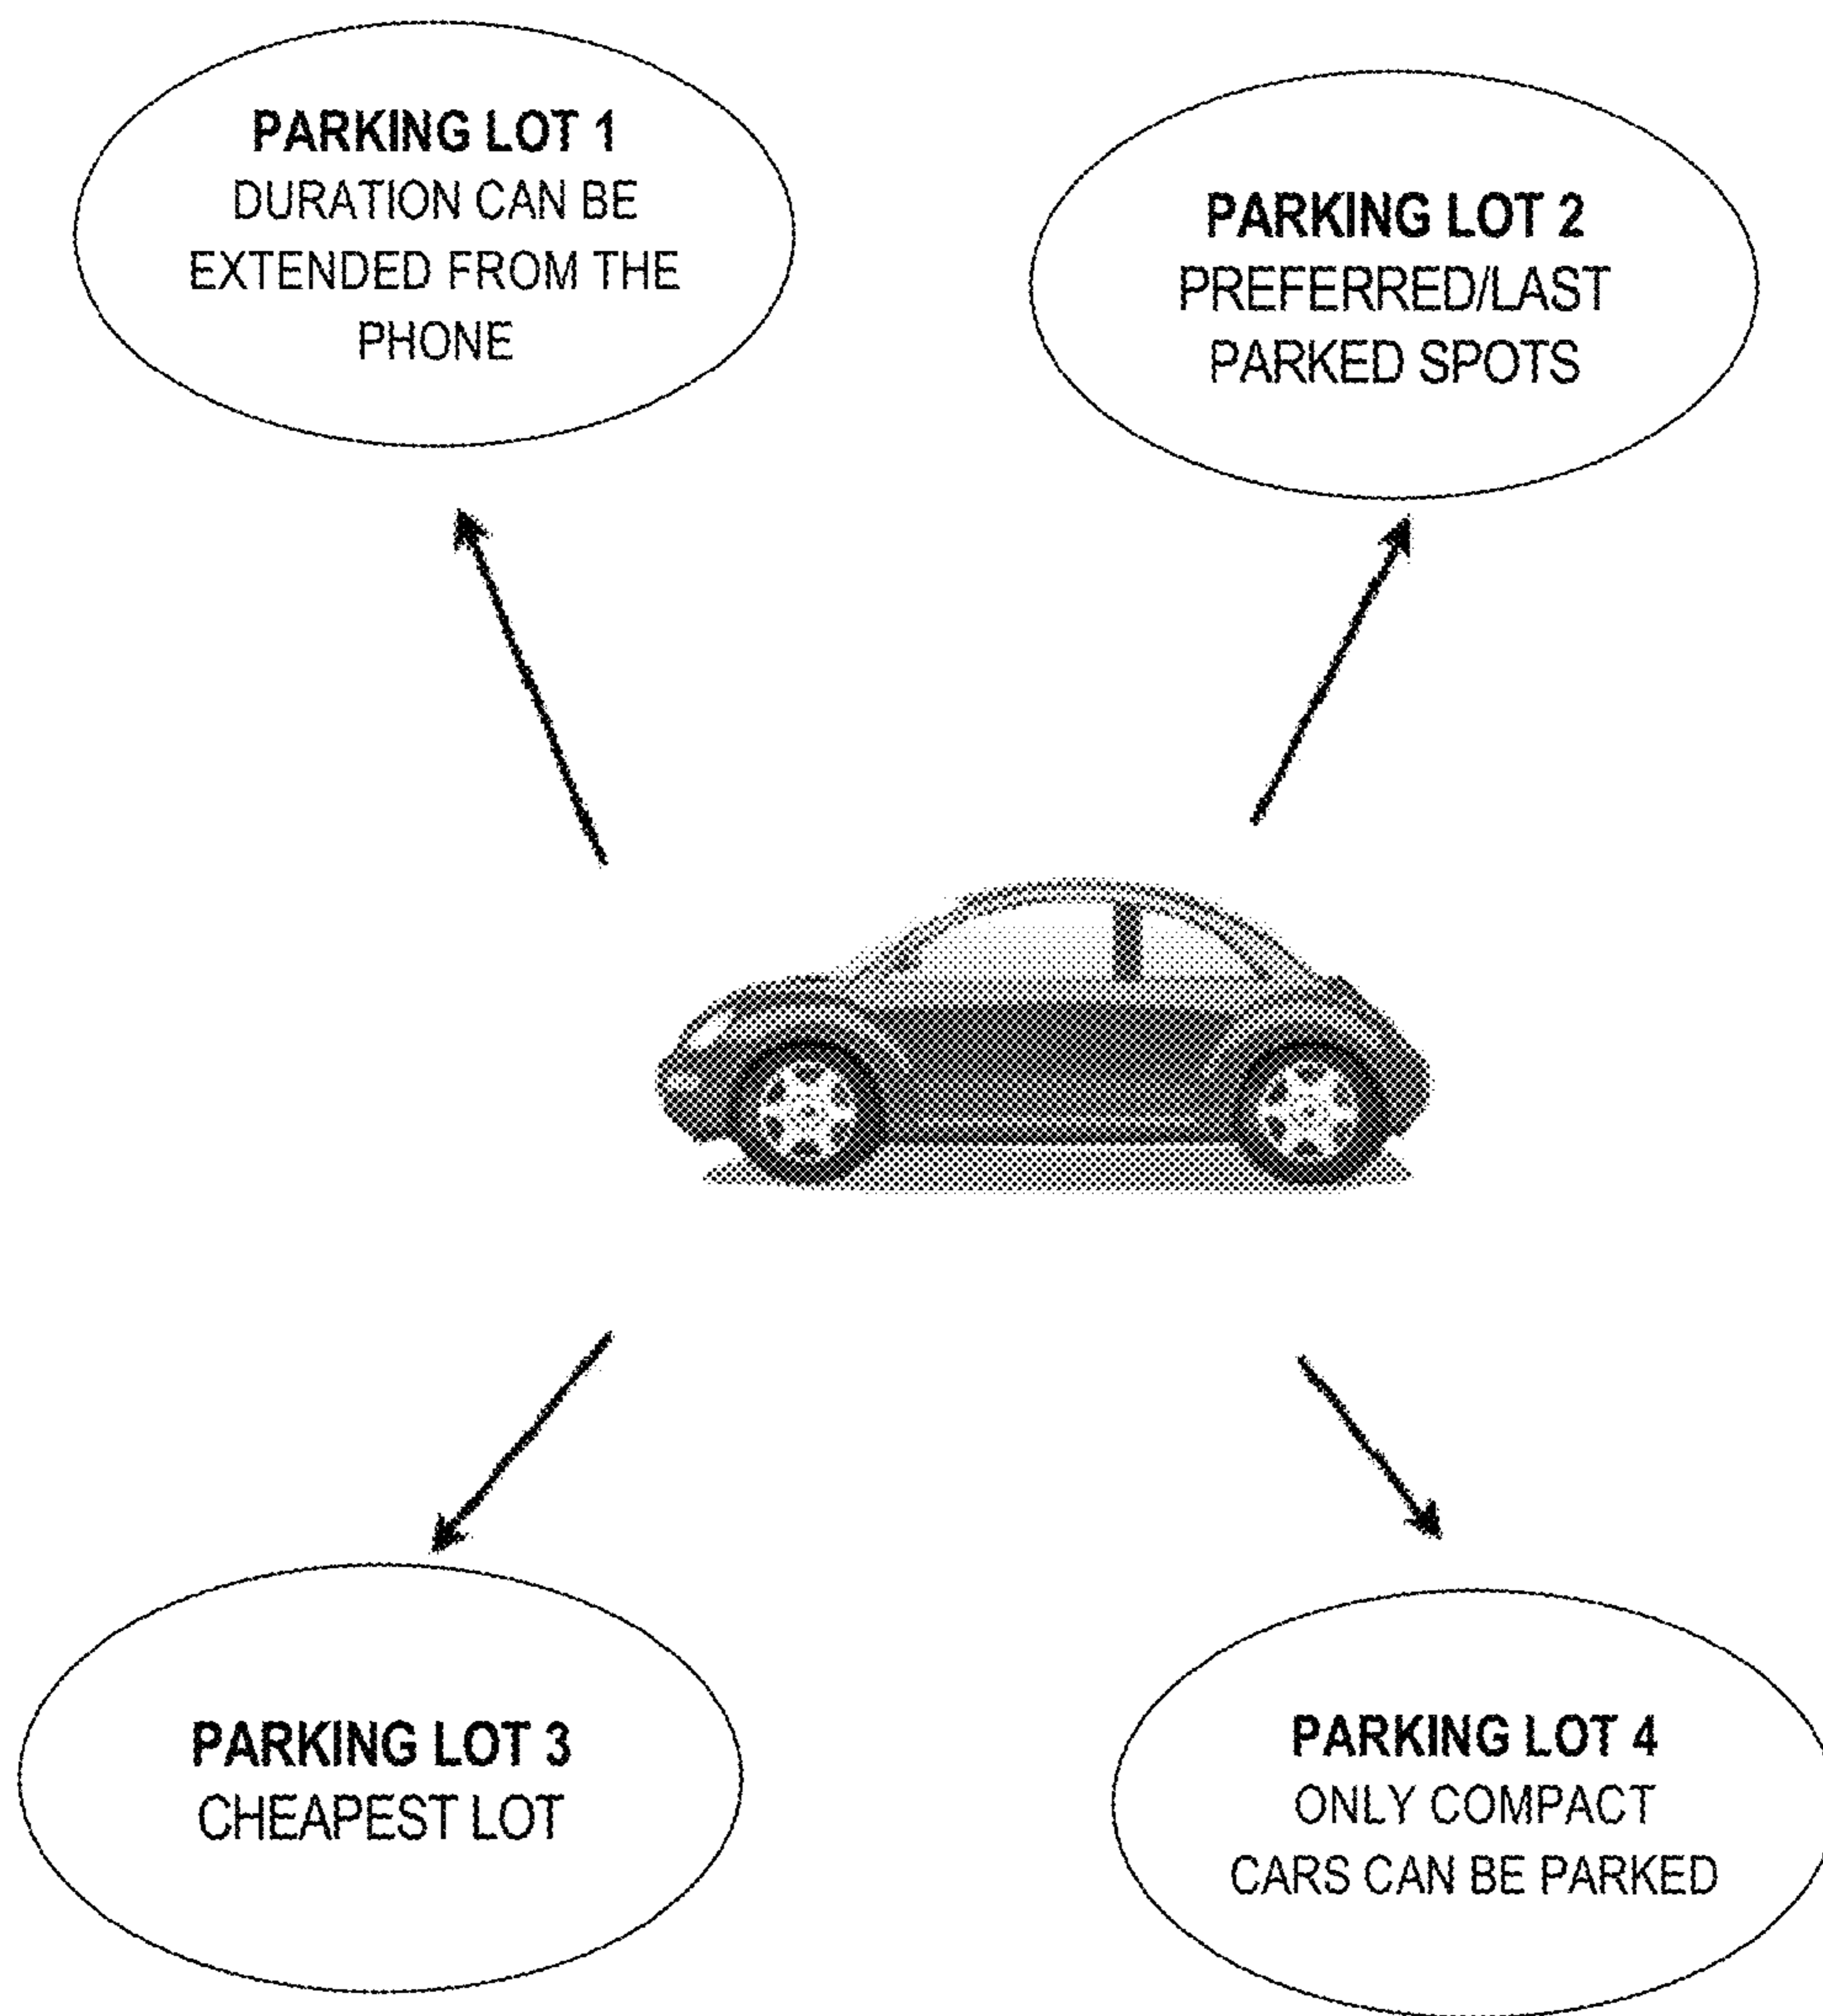 PARKING LOT 1
DURATION CAN BE
EXTENDED FROM THE
PHONE
PARKING LOT 2
PREFERRED/LAST
PARKED SPOTS
PARKING LOT 3
CHEAPEST LOT
PARKING LOT 4
ONLY COMPACT
CARS CAN BE PARKED